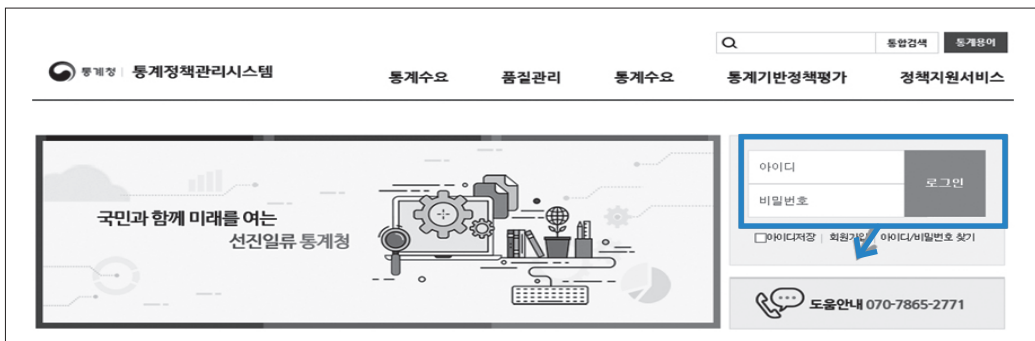 통합검색 통계용어
통계청 통계정책관리시스템
통계수요 품질관리 통계수요 통계기반정책평가 정책지원서비스
국민과 함께 미래를 여는
선진일류 통계청
아이디
비밀번호
로그인
아이디저장 | 회원가입 아이디/비밀번호 찾기
도움안내 070-7865-2771